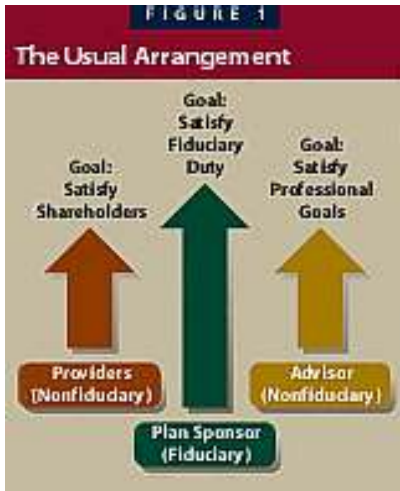 FIGURE 1
The Usual Arrangement
Goal:
Satisfy
Fiduciary
Duty
Goal:
Satisfy
Shareholders
Goal:
Satisfy
Professional
Goals
Providers
(Nonfiduciary)
Advisor
(Nonfiduciary)
Plan Sponsor
(Fiduciary)